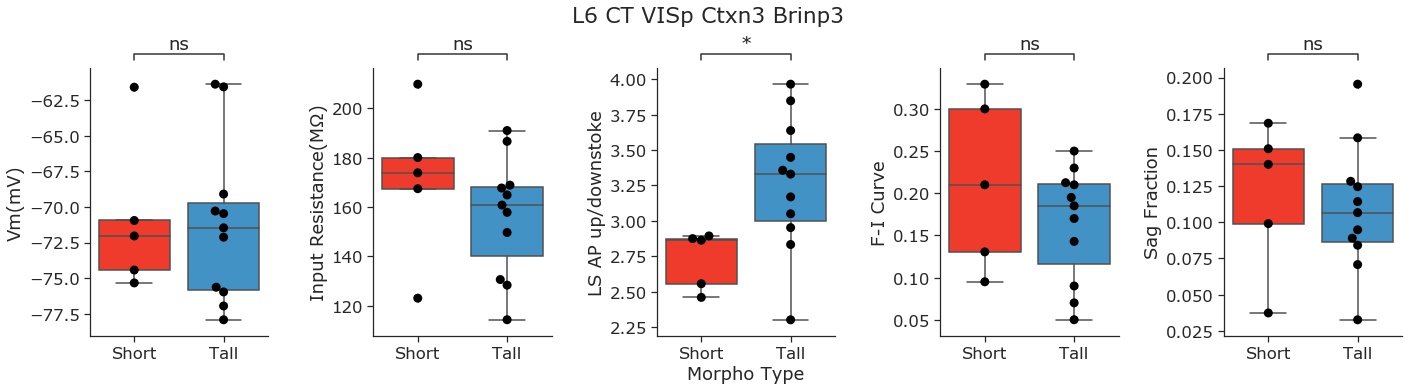 L6 CT VISp Ctxn3 Brinp3
ns
ns
*
ns
ns
Vm(mV)
−62.5
−65.0
−67.5
−70.0
−72.5
−75.0
−77.5
Short
Tall
Input Resistance(MΩ)
200
180
160
140
120
Short
Tall
LS AP up/downstoke
4.00
3.75
3.50
3.25
3.00
2.75
2.50
2.25
Short
Tall
Morpho Type
F-I Curve
0.30
0.25
0.20
0.15
0.10
0.05
Short
Tall
Sag Fraction
0.200
0.175
0.150
0.125
0.100
0.075
0.050
0.025
Short
Tall